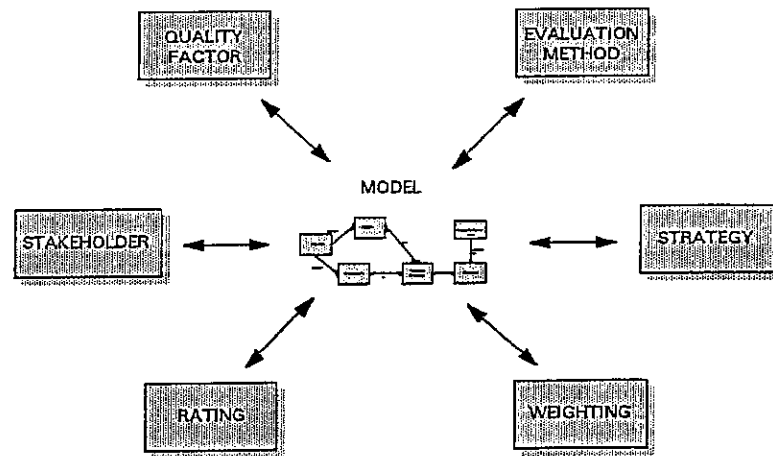 QUALITY
FACTOR
EVALUATION
METHOD
MODEL
STAKEHOLDER
STRATEGY
RATING
WEIGHTING